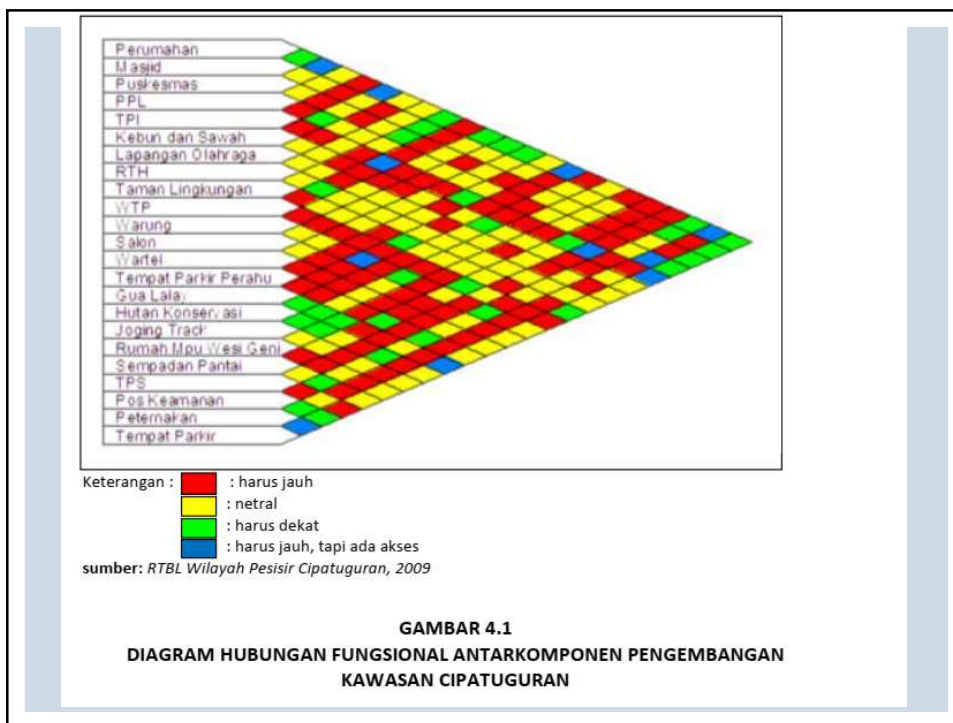 Perumahan
Masjid
Puskesmas
PPL
TPI
Kebun dan Sawah
Lapangan Olahraga
RTH
Taman Lingkungan
WTP
Warung
Salon
Wartel
Tempat Parkir Perahu
Gua Lalay
Hutan Konservasi
Joging Track
Rumah Mpu Wesi Geni
Sempadan Pantai
TPS
Pos Keamanan
Peternakan
Tempat Parkir
Keterangan : : harus jauh
: netral
: harus dekat
: harus jauh, tapi ada akses
sumber: RTBL Wilayah Pesisir Cipatuguran, 2009
GAMBAR 4.1
DIAGRAM HUBUNGAN FUNGSIONAL ANTARKOMPONEN PENGEMBANGAN
KAWASAN CIPATUGURAN